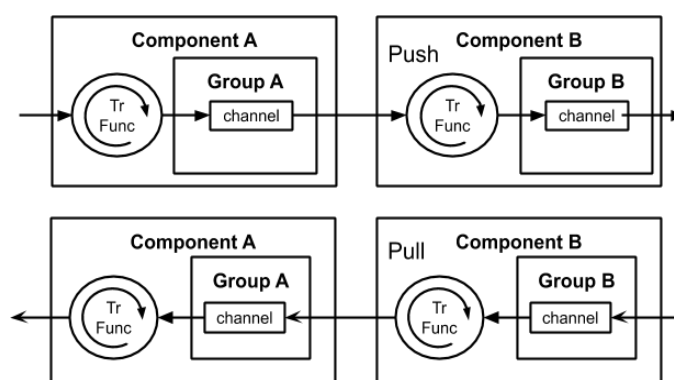 Component A
Group A
Tr
Func
channel
Push
Component B
Group B
Tr
Func
channel
Component A
Group A
Tr
Func
channel
Pull
Component B
Group B
Tr
Func
channel